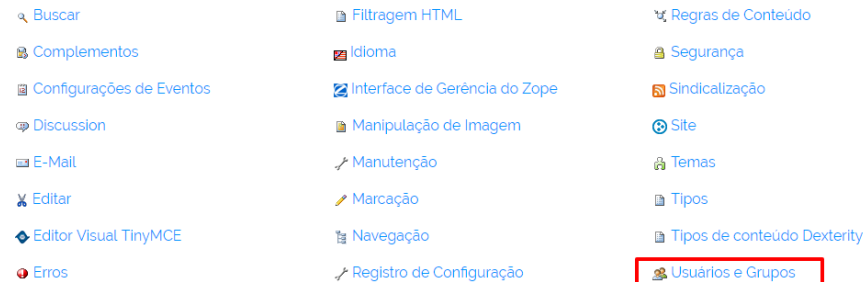 Buscar
Complementos
Configurações de Eventos
Discussion
E-Mail
Editar
Editor Visual TinyMCE
Erros
Filtragem HTML
Idioma
Interface de Gerência do Zope
Manipulação de Imagem
Manutenção
Marcação
Navegação
Registro de Configuração
Regras de Conteúdo
Segurança
Sindicalização
Site
Temas
Tipos
Tipos de conteúdo Dexterity
Usuários e Grupos